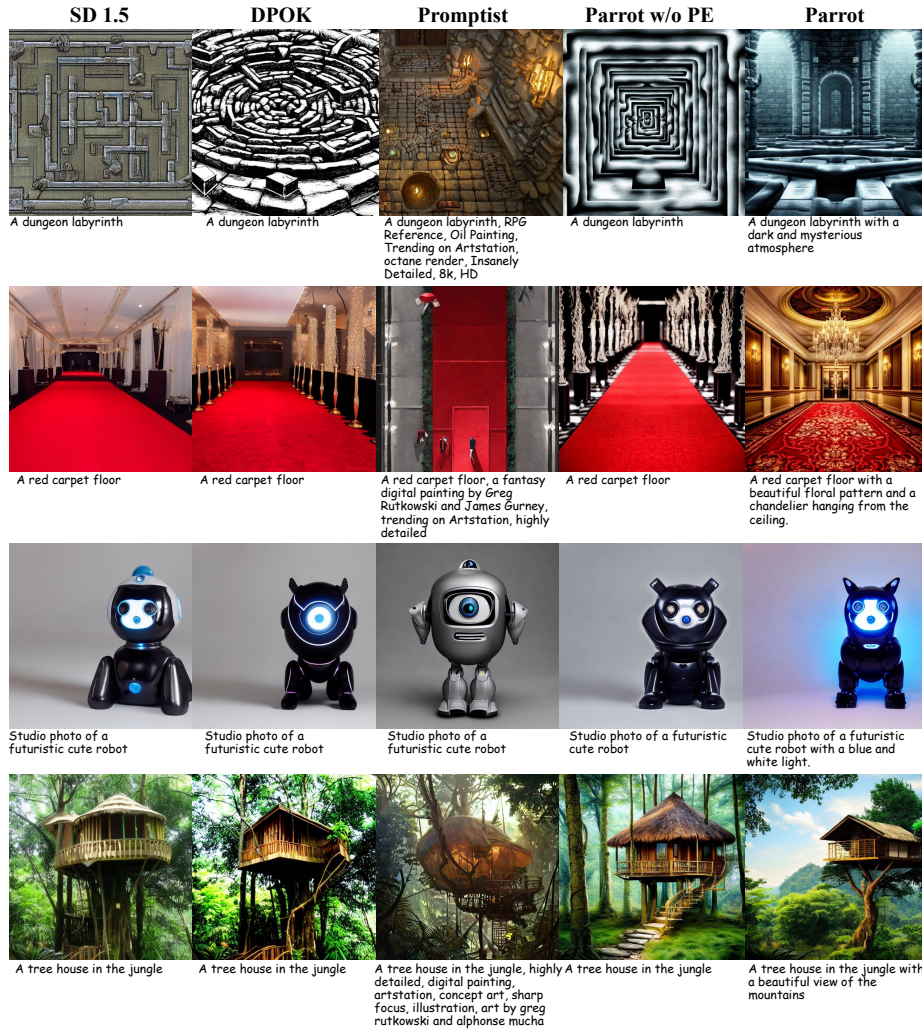 SD 1.5
DPOK
Promptist
Parrot w/o PE
Parrot
A dungeon labyrinth
A dungeon labyrinth
A dungeon labyrinth, RPG
Reference, Oil Painting,
Trending on Artstation,
octane render, Insanely
Detailed, 8k, HD
A dungeon labyrinth
A dungeon labyrinth with a
dark and mysterious
atmosphere
A red carpet floor
A red carpet floor
A red carpet floor, a fantasy
digital painting by Greg
Rutkowski and James Gurney,
trending on Artstation, highly
detailed
A red carpet floor
A red carpet floor with a
beautiful floral pattern and a
chandelier hanging from the
ceiling.
Studio photo of a
futuristic cute robot
Studio photo of a
futuristic cute robot
Studio photo of a
futuristic cute robot
Studio photo of a futuristic
cute robot
Studio photo of a futuristic
cute robot with a blue and
white light.
A tree house in the jungle
A tree house in the jungle
A tree house in the jungle, highly
detailed, digital painting,
artstation, concept art, sharp
focus, illustration, art by greg
rutkowski and alphonse mucha
A tree house in the jungle
A tree house in the jungle with
a beautiful view of the
mountains